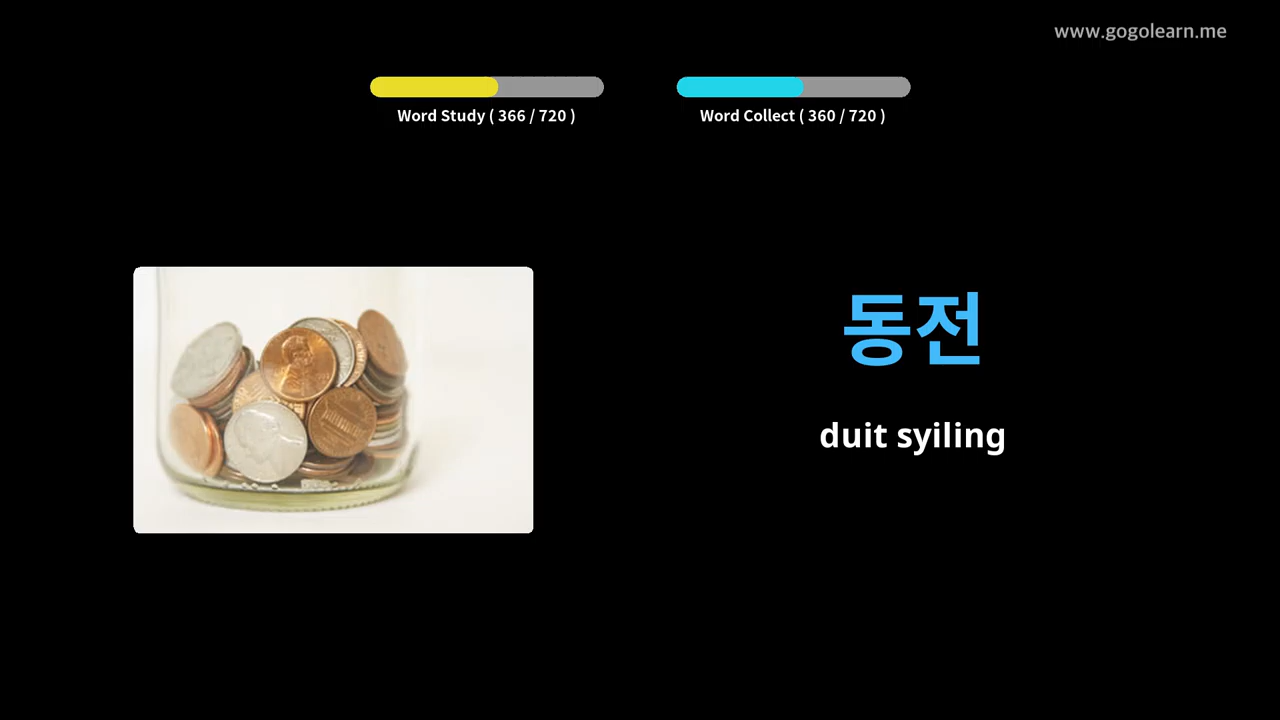 www.gogolearn.me
Word Study ( 366 / 720 )
Word Collect ( 360 / 720 )
동전
duit syiling